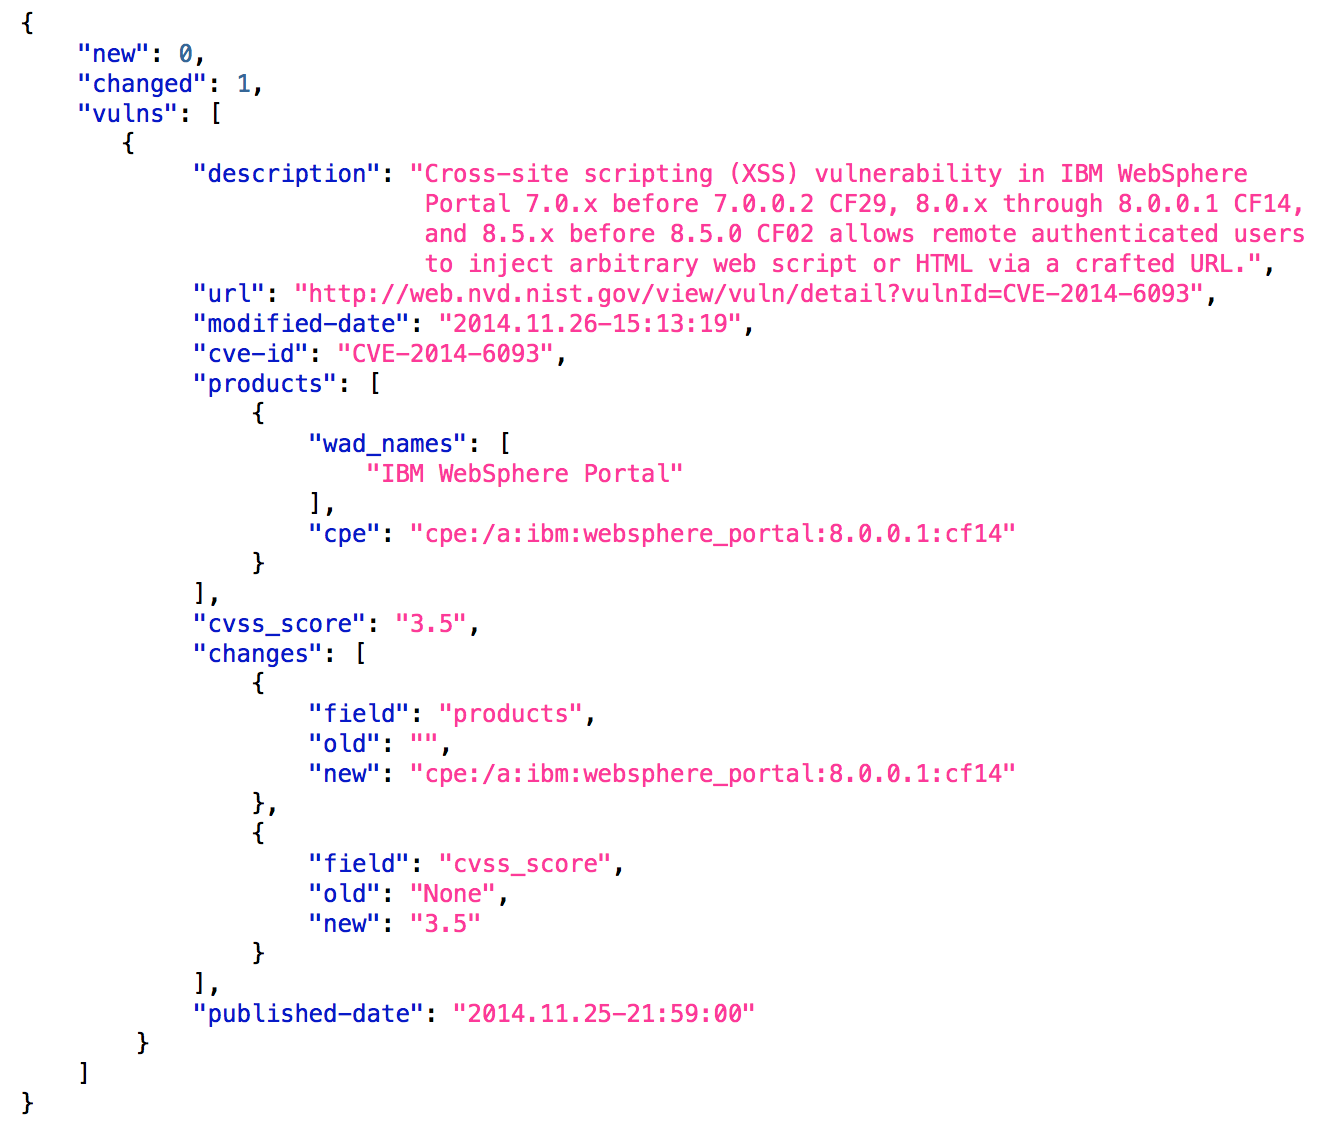 {
    "new": 0,
    "changed": 1,
    "vulns": [
       {
            "description": "Cross-site scripting (XSS) vulnerability in IBM WebSphere
                            Portal 7.0.x before 7.0.0.2 CF29, 8.0.x through 8.0.0.1 CF14,
                            and 8.5.x before 8.5.0 CF02 allows remote authenticated users
                            to inject arbitrary web script or HTML via a crafted URL.",
            "url": "http://web.nvd.nist.gov/view/vuln/detail?vulnId=CVE-2014-6093",
            "modified-date": "2014.11.26-15:13:19",
            "cve-id": "CVE-2014-6093",
            "products": [
                {
                    "wad_names": [
                        "IBM WebSphere Portal"
                    ],
                    "cpe": "cpe:/a:ibm:websphere_portal:8.0.0.1:cf14"
                }
            ],
            "cvss_score": "3.5",
            "changes": [
                {
                    "field": "products",
                    "old": "",
                    "new": "cpe:/a:ibm:websphere_portal:8.0.0.1:cf14"
                },
                {
                    "field": "cvss_score",
                    "old": "None",
                    "new": "3.5"
                }
            ],
            "published-date": "2014.11.25-21:59:00"
        }
    ]
}